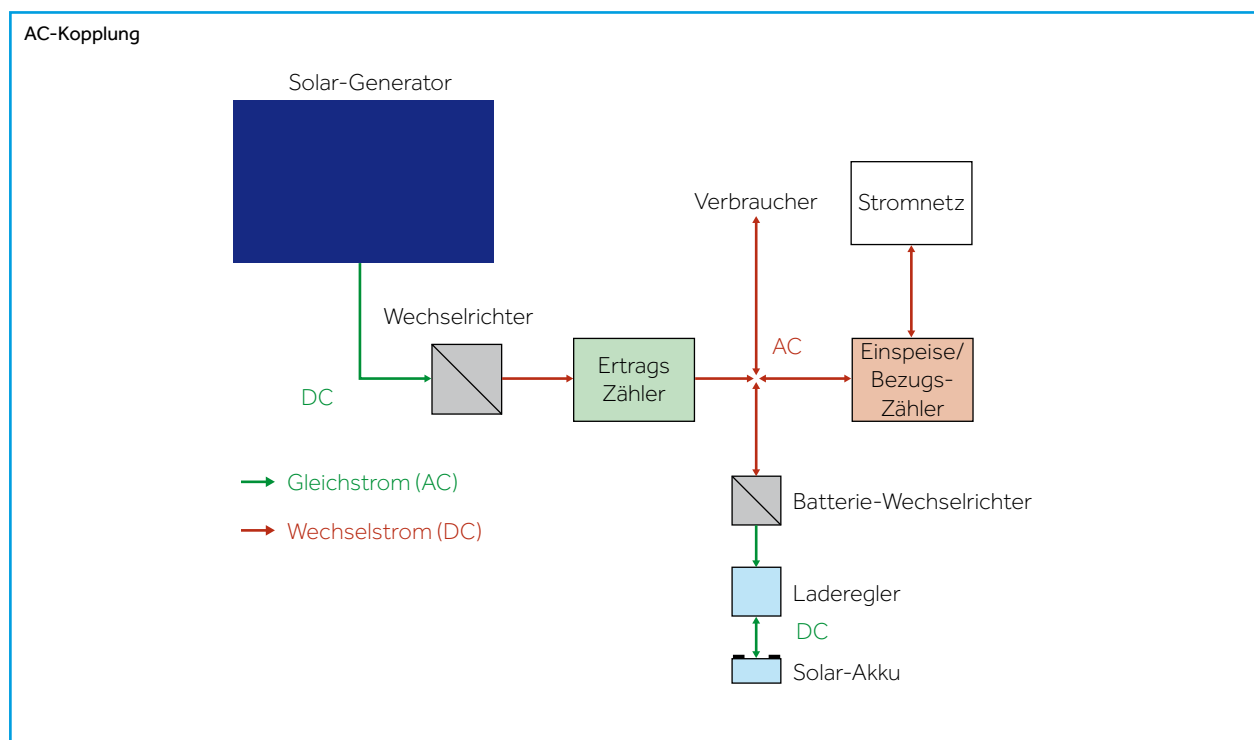 AC-Kopplung
Solar-Generator
Verbraucher
Stromnetz
Wechselrichter
DC
Ertrags
Zähler
AC
Einspeise/
Bezugs-
Zähler
Gleichstrom (AC)
Wechselstrom (DC)
Batterie-Wechselrichter
Laderegler
DC
Solar-Akku